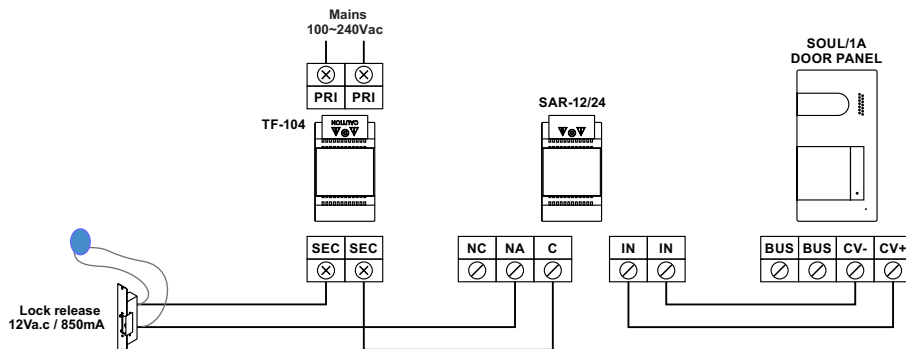 Mains
100~240Vac
SOUL/1A
DOOR PANEL
PRI PRI
SAR-12/24
TF-104
CAUTION
SEC SEC
NC NA C
IN IN
BUS BUS CV- CV+
Lock release
12Va.c / 850mA